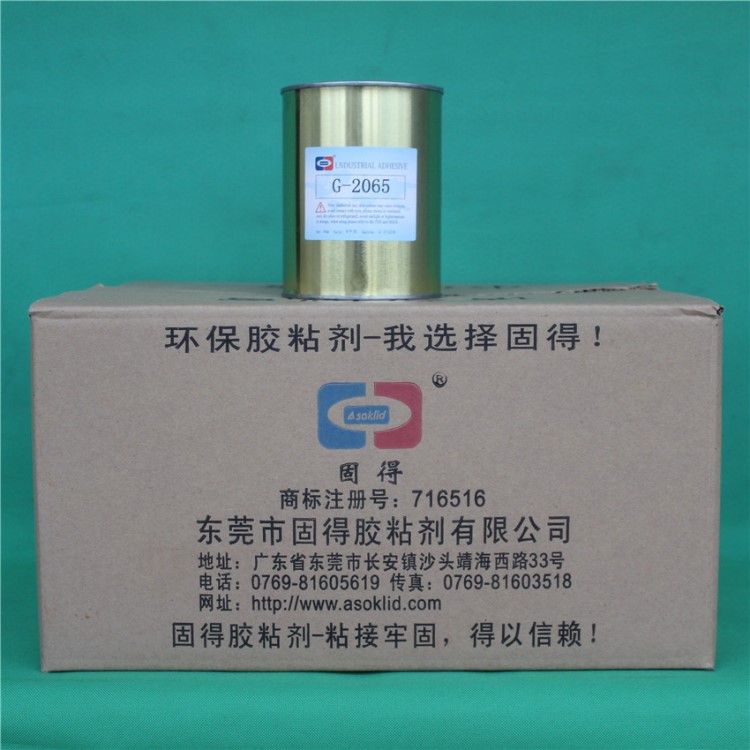 INDUSTRIAL ADHESIVE
G-2065
环保胶粘剂-我选择固得!
®
Asoklid
固得
商标注册号:716516
东莞市固得胶粘剂有限公司
地址:广东省东莞市长安镇沙头靖海西路33号
电话:0769-81605619 传真:0769-81603518
网址:http://www.asoklid.com
固得胶粘剂-粘接牢固,得以信赖!